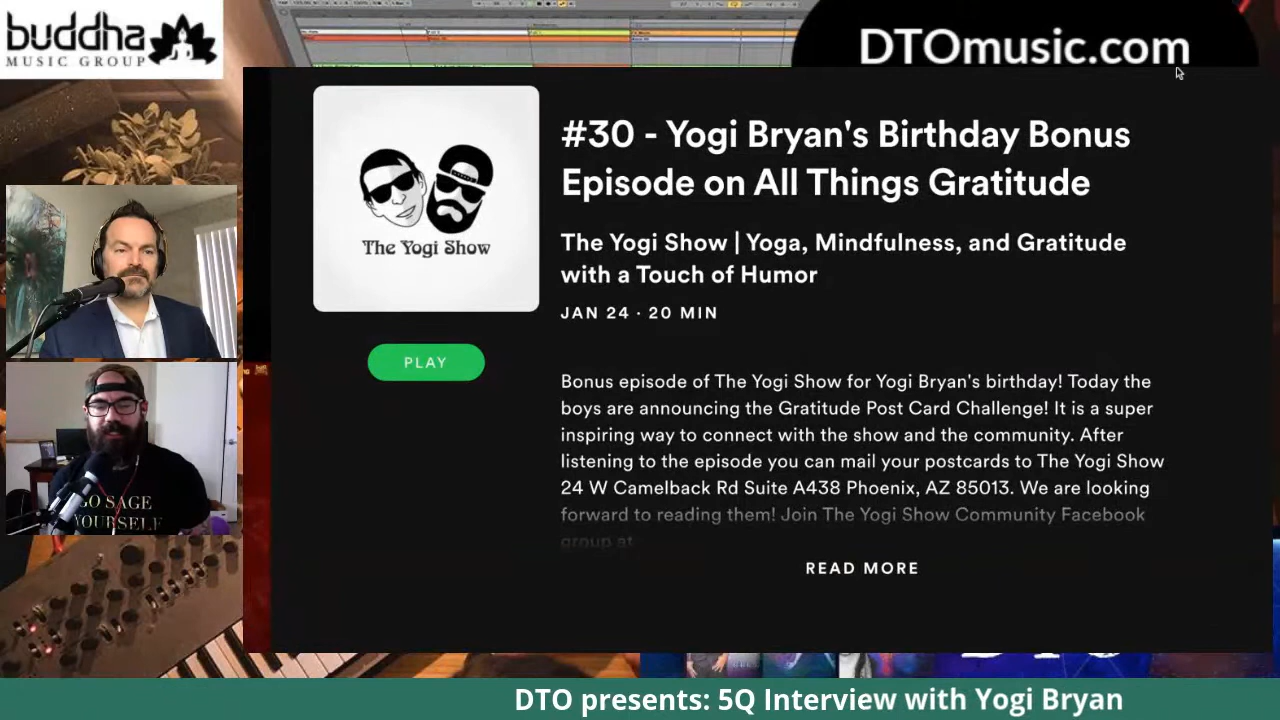 buddha
MUSIC GROUP
DTOmusic.com
#30 - Yogi Bryan's Birthday Bonus
Episode on All Things Gratitude
The Yogi Show | Yoga, Mindfulness, and Gratitude
with a Touch of Humor
JAN 24 · 20 MIN
The Yogi Show
PLAY
Bonus episode of The Yogi Show for Yogi Bryan's birthday! Today the
boys are announcing the Gratitude Post Card Challenge! It is a super
inspiring way to connect with the show and the community. After
listening to the episode you can mail your postcards to The Yogi Show
24 W Camelback Rd Suite A438 Phoenix, AZ 85013. We are looking
forward to reading them! Join The Yogi Show Community Facebook
group at
READ MORE
GO SAGE
YOURSELF
DTO
DTO presents: 5Q Interview with Yogi Bryan